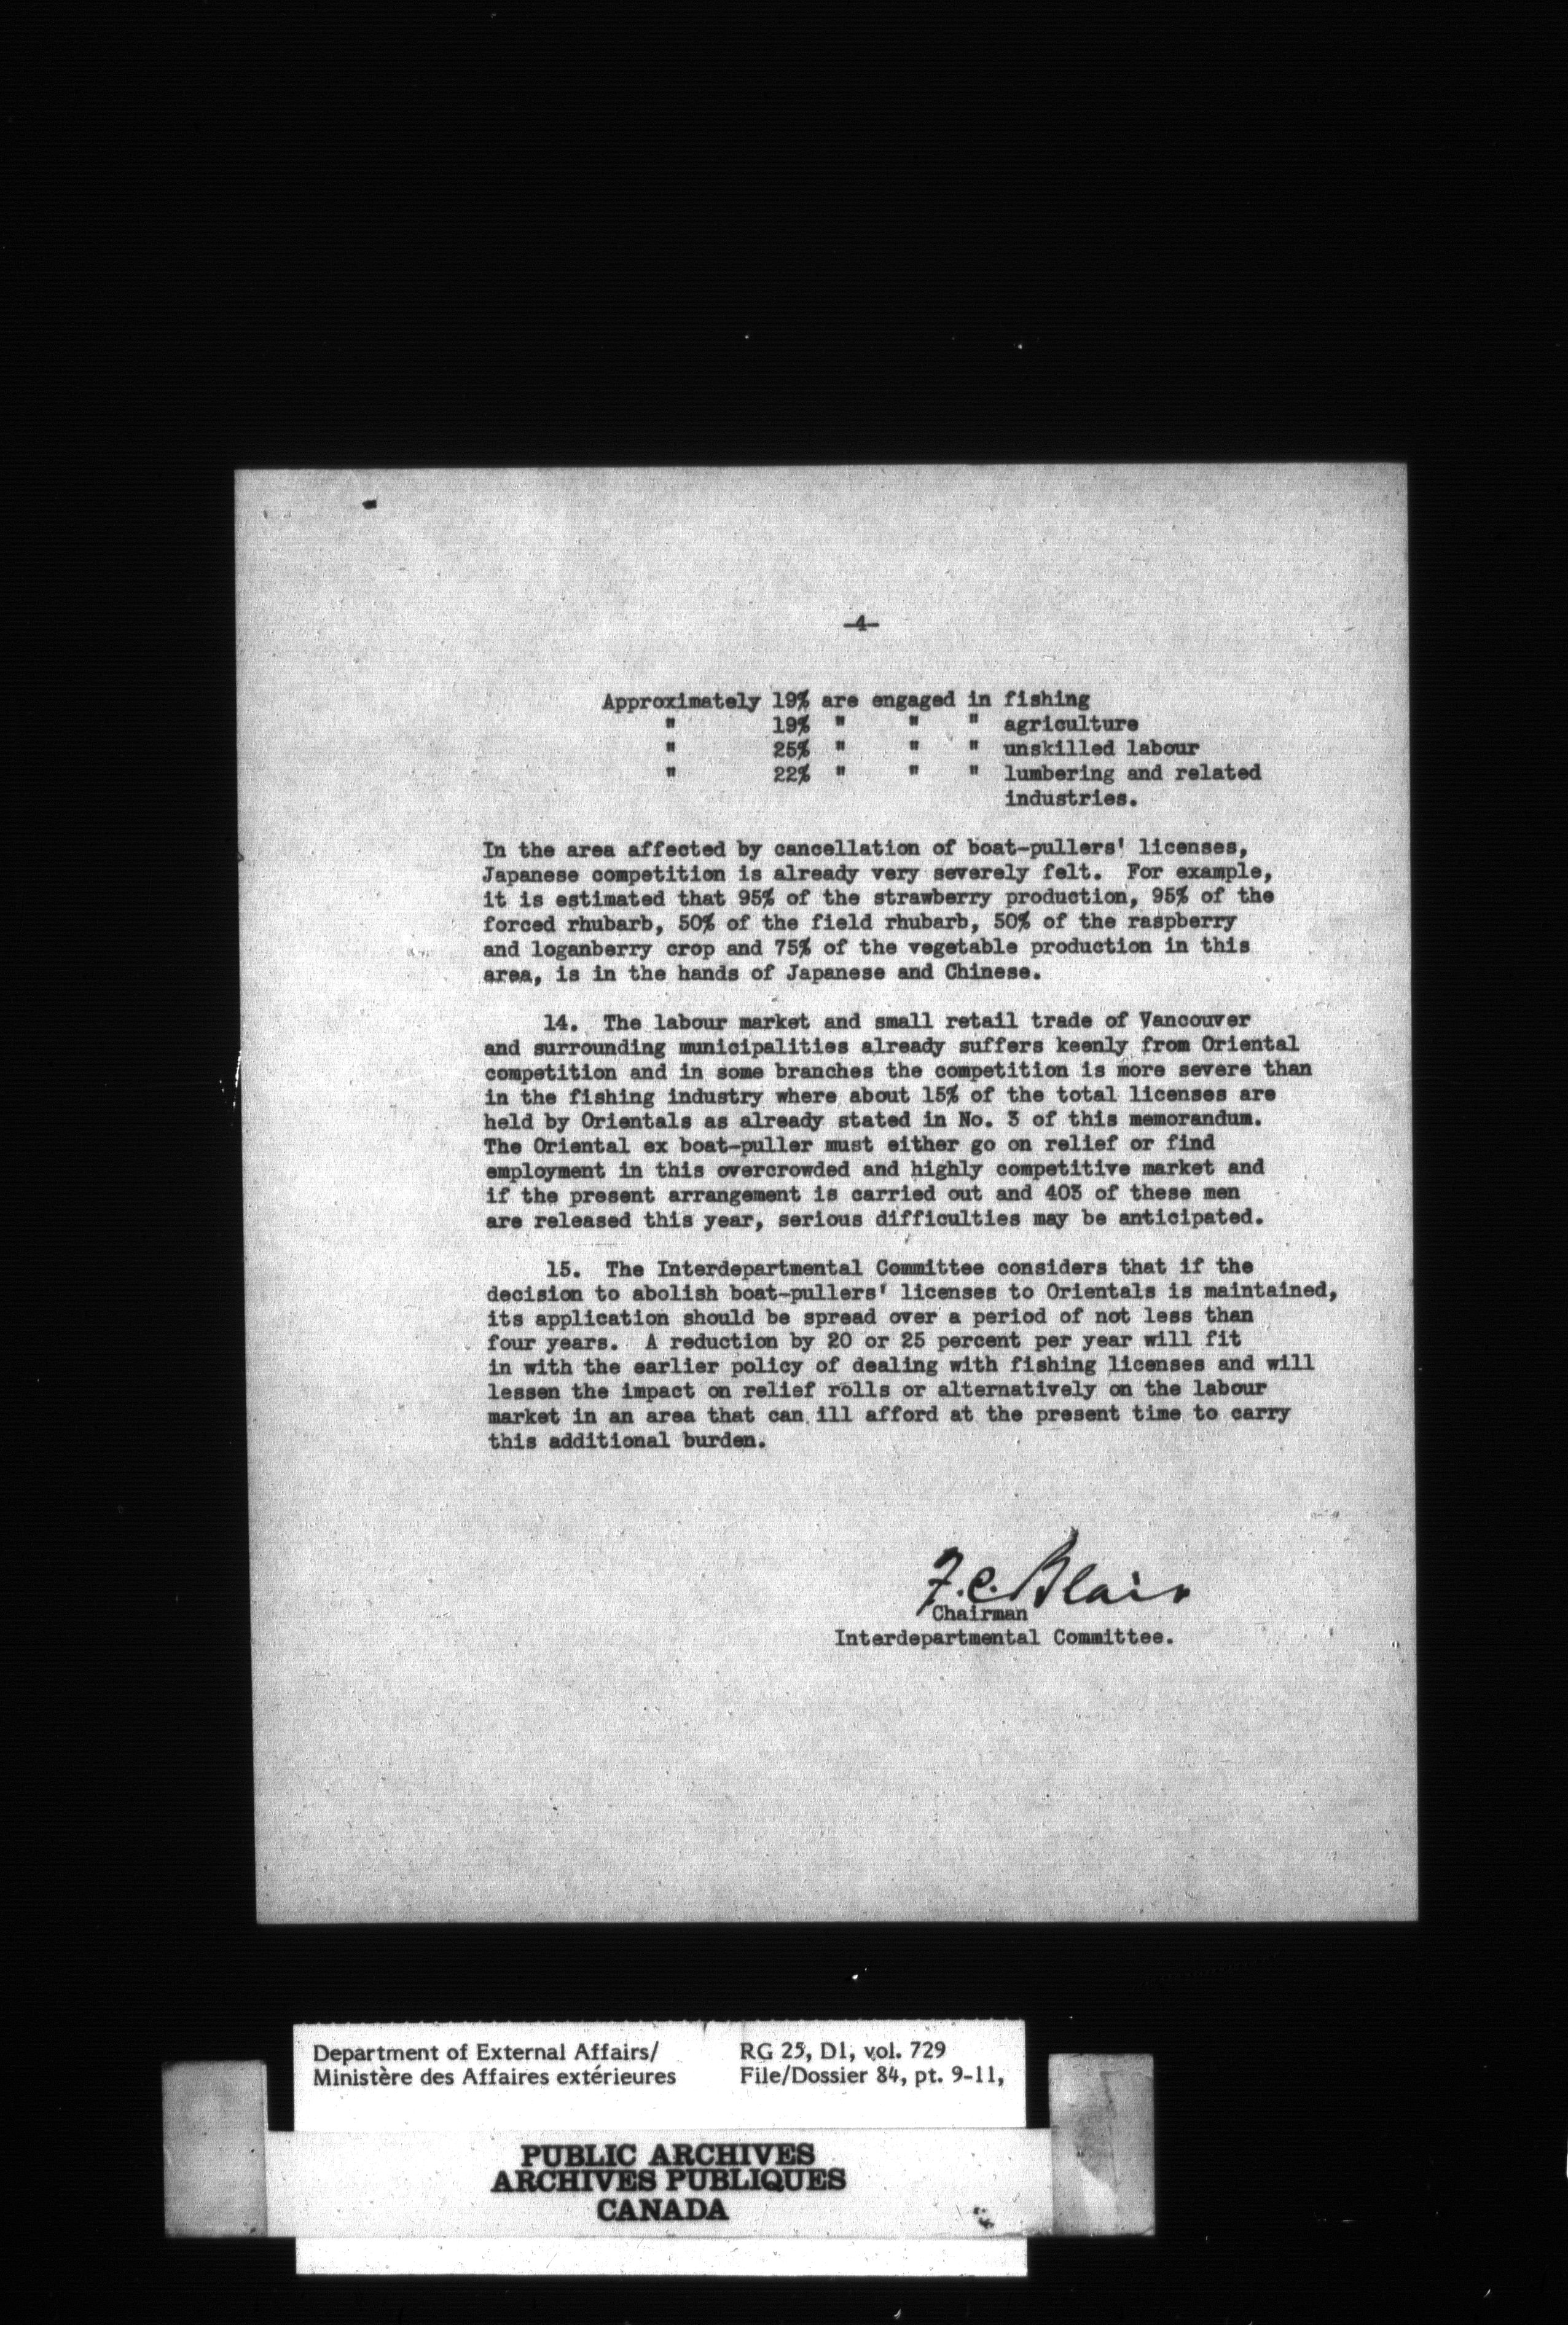 -4-
Approximately 19% are engaged in fishing
" 19% " " " agriculture
" 25% " " " unskilled labour
" 22% " " " lumbering and related
industries.
In the area affected by cancellation of boat-pullers' licenses,
Japanese competition is already very severely felt. For example,
it is estimated that 95% of the strawberry production, 95% of the
forced rhubarb, 50% of the field rhubarb, 50% of the raspberry
and loganberry crop and 75% of the vegetable production in this
area, is in the hands of Japanese and Chinese.
14. The labour market and small retail trade of Vancouver
and surrounding municipalities already suffers keenly from Oriental
competition and in some branches the competition is more severe than
in the fishing industry where about 15% of the total licenses are
held by Orientals as already stated in No. 3 of this memorandum.
The Oriental ex boat-puller must either go on relief or find
employment in this overcrowded and highly competitive market and
if the present arrangement is carried out and 403 of these men
are released this year, serious difficulties may be anticipated.
15. The Interdepartmental Committee considers that if the
decision to abolish boat-pullers' licenses to Orientals is maintained,
its application should be spread over a period of not less than
four years. A reduction by 20 or 25 percent per year will fit
in with the earlier policy of dealing with fishing licenses and will
lessen the impact on relief rolls or alternatively on the labour
market in an area that can ill afford at the present time to carry
this additional burden.
F.C. Blair
Chairman
Interdepartmental Committee.
Department of External Affairs/ RG 25, D1, vol. 729
Ministère des Affaires extérieures File/Dossier 84, pt. 9-11,
PUBLIC ARCHIVES
ARCHIVES PUBLIQUES
CANADA